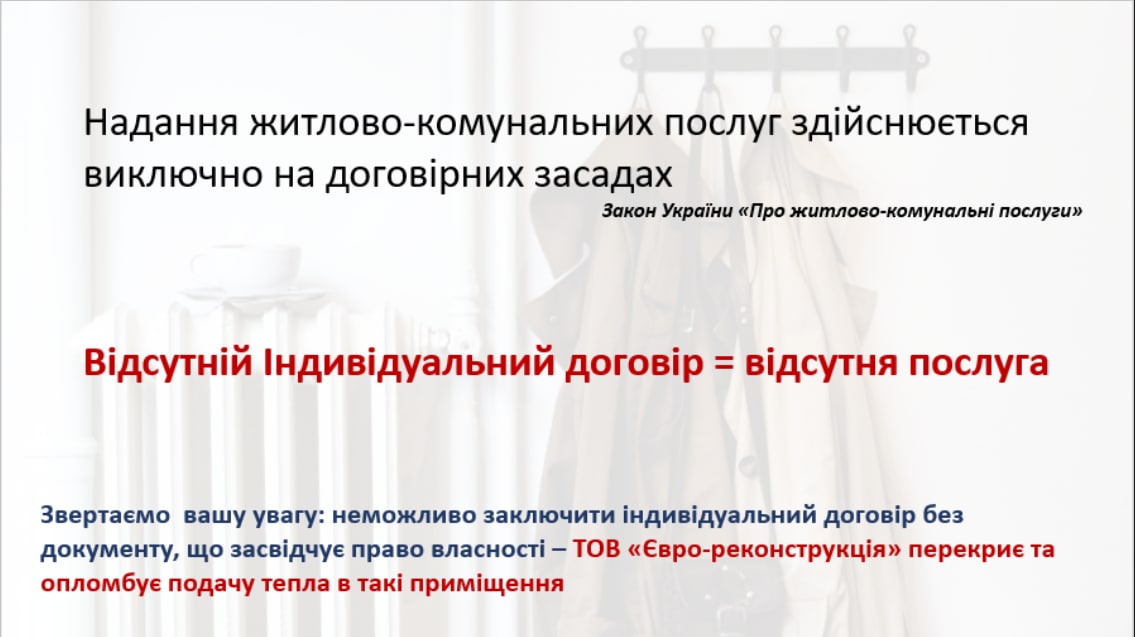 Надання житлово-комунальних послуг здійснюється
виключно на договірних засадах
Закон України «Про житлово-комунальні послуги»
Відсутній Індивідуальний договір = відсутня послуга
Звертаємо  вашу увагу: неможливо заключити індивідуальний договір без
документу, що засвідчує право власності – ТОВ «Євро-реконструкція» перекриє та
опломбує подачу тепла в такі приміщення